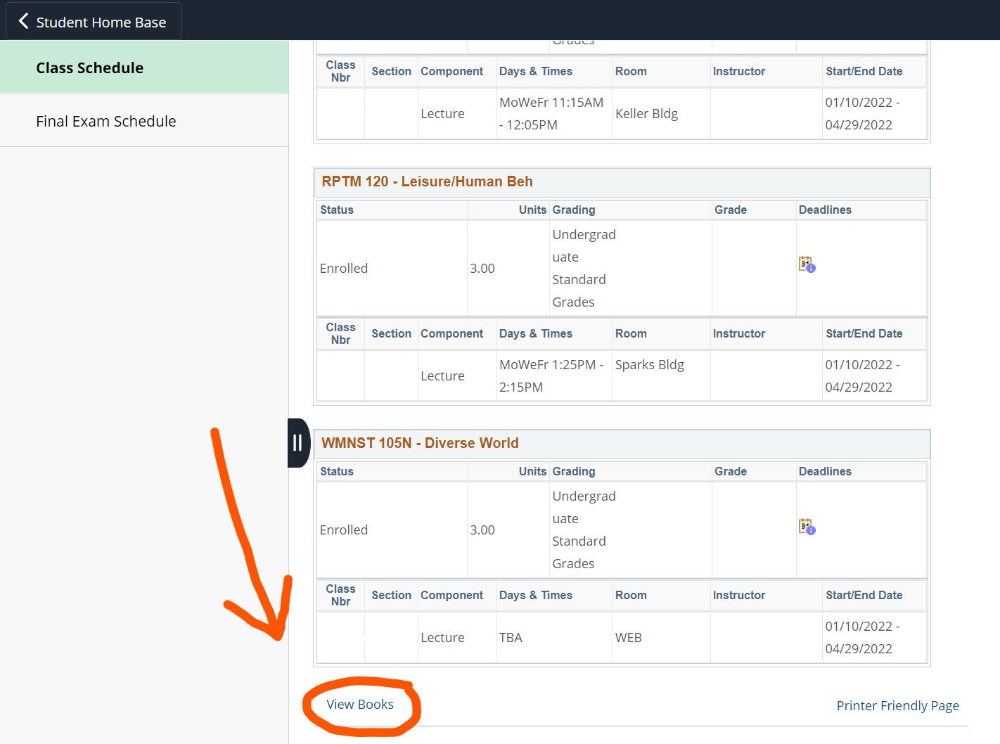 Student Home Base
Class Schedule
Final Exam Schedule
Grades
Class Nbr Section Component Days & Times Room Instructor Start/End Date
Lecture MoWeFr 11:15AM - 12:05PM Keller Bldg 01/10/2022 - 04/29/2022
RPTM 120 - Leisure/Human Beh
Status Units Grading Grade Deadlines
Enrolled 3.00 Undergrad
uate
Standard
Grades
Class Nbr Section Component Days & Times Room Instructor Start/End Date
Lecture MoWeFr 1:25PM - 2:15PM Sparks Bldg 01/10/2022 - 04/29/2022
WMNST 105N - Diverse World
Status Units Grading Grade Deadlines
Enrolled 3.00 Undergrad
uate
Standard
Grades
Class Nbr Section Component Days & Times Room Instructor Start/End Date
Lecture TBA WEB 01/10/2022 - 04/29/2022
View Books
Printer Friendly Page